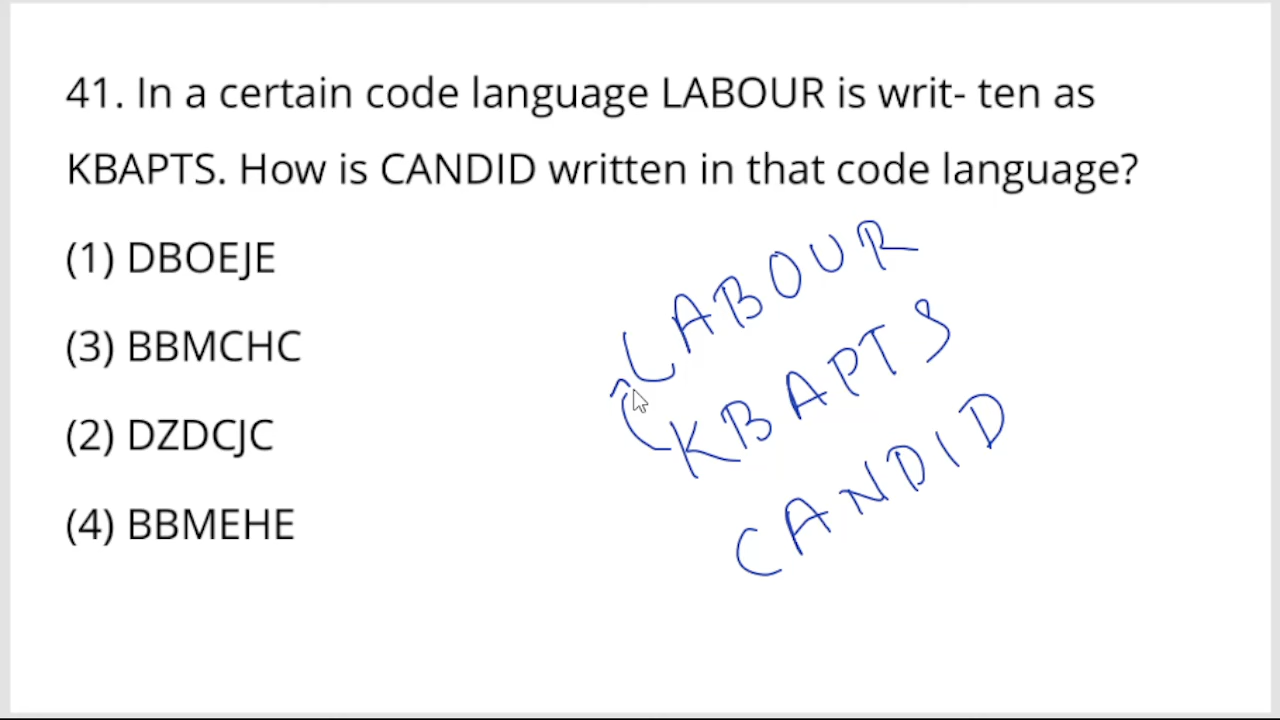 41. In a certain code language LABOUR is writ- ten as
KBAPTS. How is CANDID written in that code language?
(1) DBOEJE
(3) BBMCHC
(2) DZDCJC
(4) BBMEHE
LABOUR
KBAPTS
CANDID